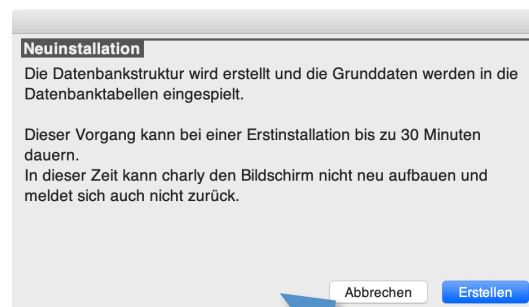 Neuinstallation
Die Datenbankstruktur wird erstellt und die Grunddaten werden in die
Datenbanktabellen eingespielt.
Dieser Vorgang kann bei einer Erstinstallation bis zu 30 Minuten
dauern.
In dieser Zeit kann charly den Bildschirm nicht neu aufbauen und
meldet sich auch nicht zurück.
Abbrechen Erstellen